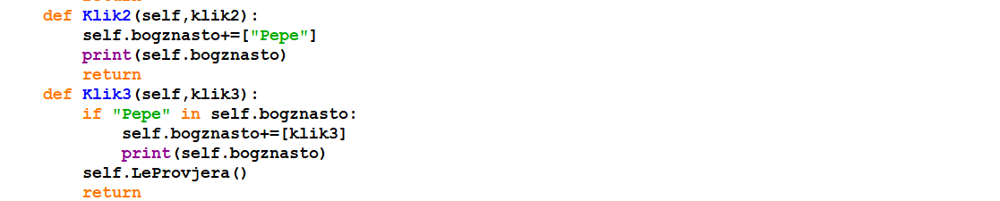 return
    def Klik2(self,klik2):
        self.bogznasto+=["Pepe"]
        print(self.bogznasto)
        return
    def Klik3(self,klik3):
        if "Pepe" in self.bogznasto:
            self.bogznasto+=[klik3]
            print(self.bogznasto)
        self.LeProvjera()
        return